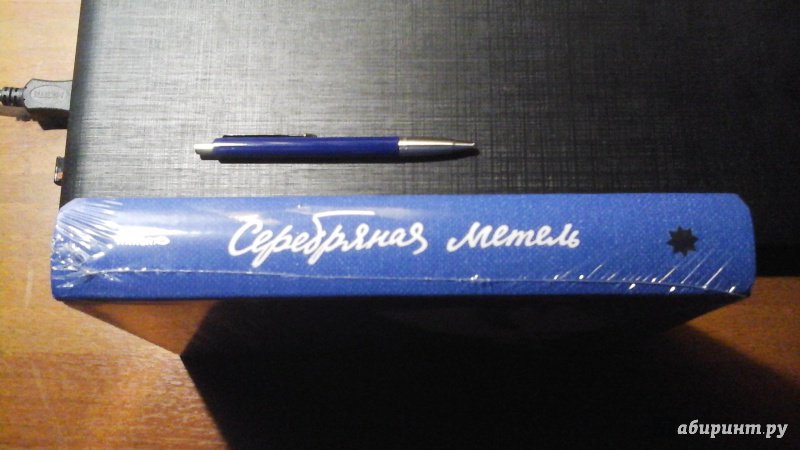 Серебряная метель
абиринт.ру